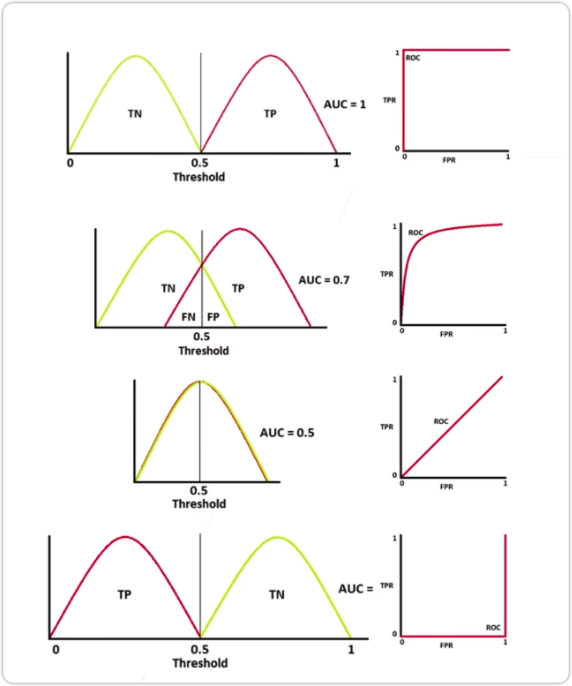 TN
TP
AUC = 1
0
0.5
1
Threshold
1
ROC
TPR
0
0
FPR
1
TN
TP
FN
FP
AUC = 0.7
0.5
Threshold
1
ROC
TPR
0
0
FPR
1
AUC = 0.5
0.5
Threshold
1
ROC
TPR
0
0
FPR
1
TP
TN
AUC =
0
0.5
1
Threshold
1
TPR
ROC
0
0
FPR
1